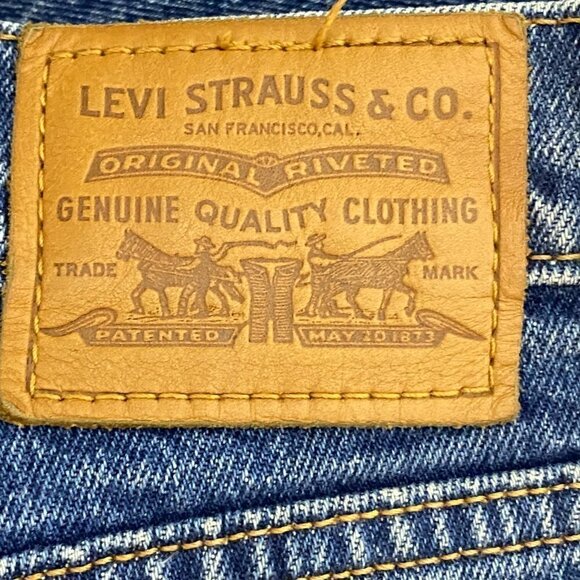 LEVI STRAUSS & CO.
SAN FRANCISCO, CAL.
ORIGINAL RIVETED
GENUINE QUALITY CLOTHING
TRADE MARK
PATENTED MAY 20 1873